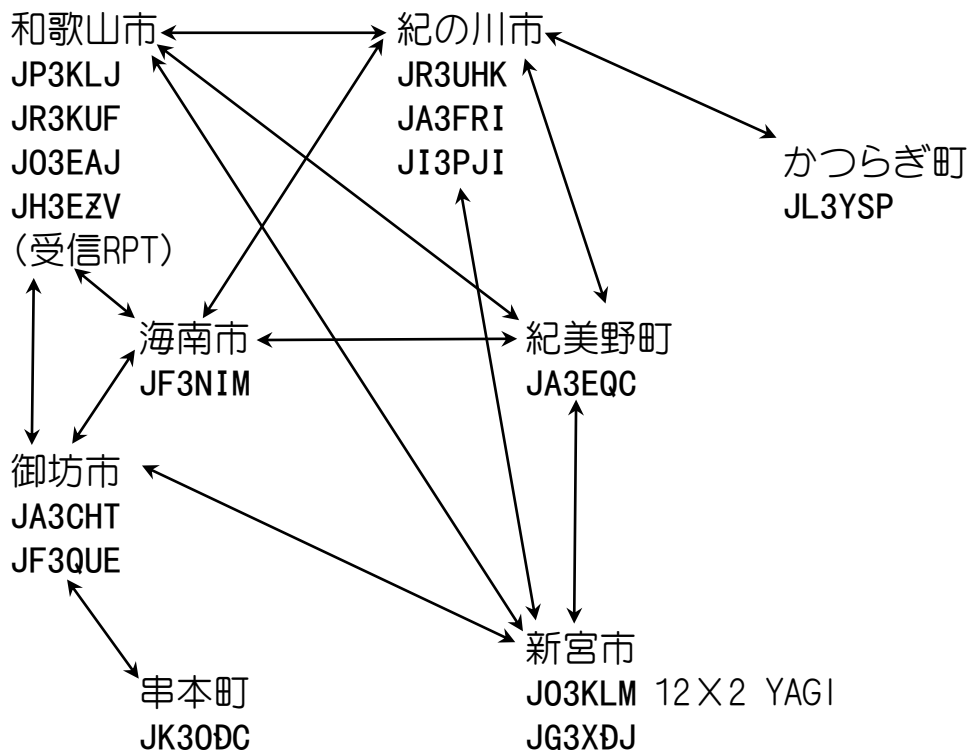 和歌山市
JP3KLJ
JR3KUF
JO3EAJ
JH3EZV
(受信RPT)
紀の川市
JR3UHK
JA3FRI
JI3PJI
かつらぎ町
JL3YSP
海南市
JF3NIM
紀美野町
JA3EQC
御坊市
JA3CHT
JF3QUE
串本町
JK3ODC
新宮市
JO3KLM 12×2 YAGI
JG3XDJ